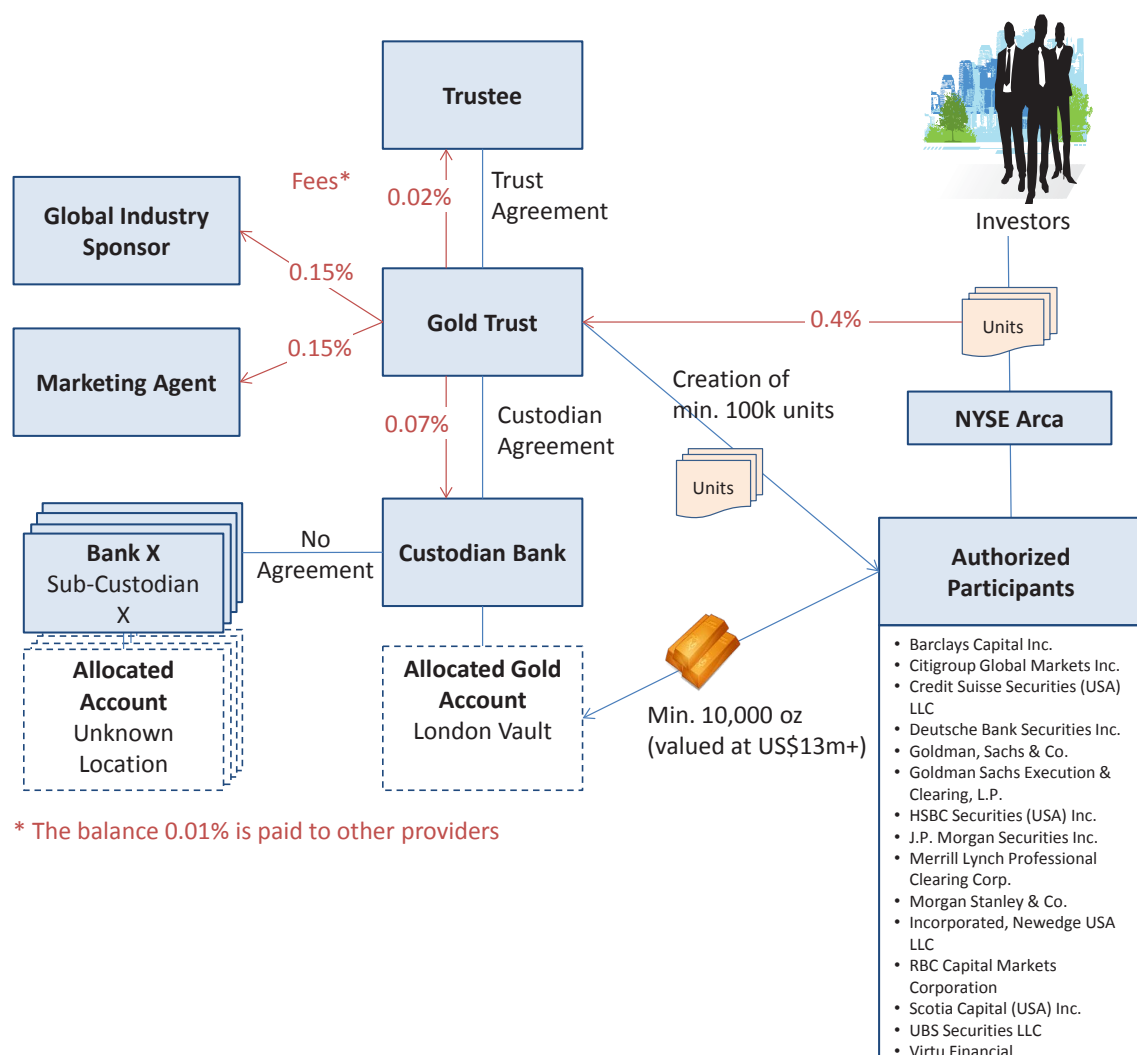 Trustee
Fees*
0.02%
Trust
Agreement
Global Industry
Sponsor
Investors
0.15%
Gold Trust
0.4%
Units
0.15%
Marketing Agent
Creation of
min. 100k units
0.07%
Custodian
Agreement
NYSE Arca
Units
Bank X
Sub-Custodian
X
No
Agreement
Custodian Bank
Authorized
Participants
Allocated
Account
Unknown
Location
Allocated Gold
Account
London Vault
Min. 10,000 oz
(valued at US$13m+)
• Barclays Capital Inc.
• Citigroup Global Markets Inc.
• Credit Suisse Securities (USA)
LLC
• Deutsche Bank Securities Inc.
• Goldman, Sachs & Co.
• Goldman Sachs Execution &
Clearing, L.P.
• HSBC Securities (USA) Inc.
• J.P. Morgan Securities Inc.
• Merrill Lynch Professional
Clearing Corp.
• Morgan Stanley & Co.
• Incorporated, Newedge USA
LLC
• RBC Capital Markets
Corporation
• Scotia Capital (USA) Inc.
• UBS Securities LLC
• Virtu Financial
* The balance 0.01% is paid to other providers